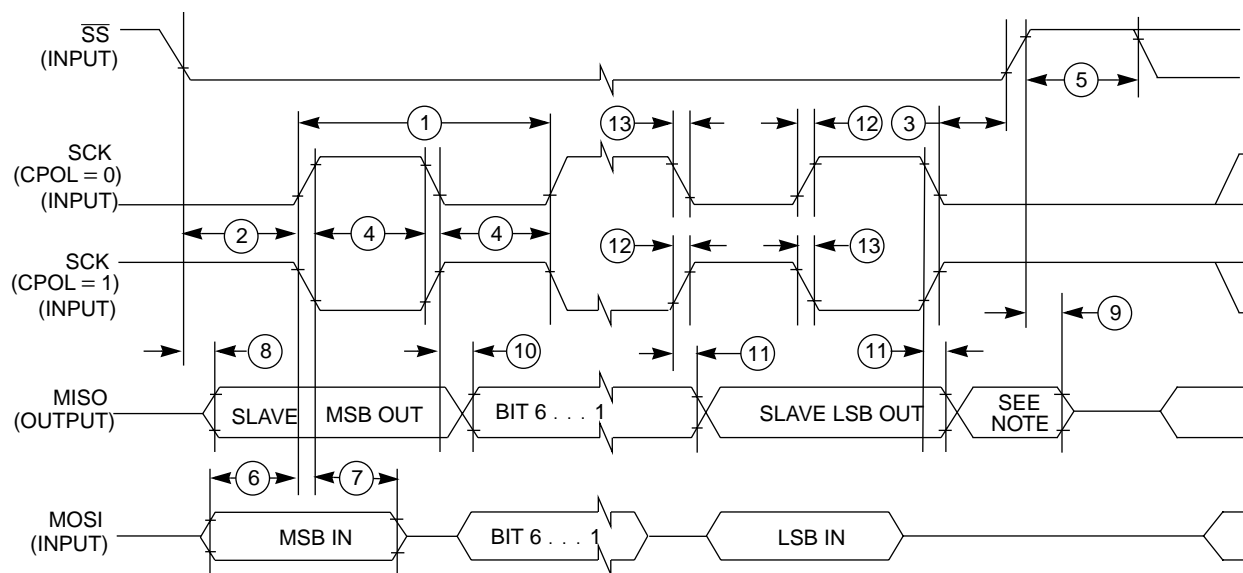 SS
(INPUT)
5
1
13
12
3
SCK
(CPOL = 0)
(INPUT)
2
4
4
12
13
SCK
(CPOL = 1)
(INPUT)
8
10
11
11
9
MISO
(OUTPUT)
SLAVE MSB OUT
BIT 6 . . . 1
SLAVE LSB OUT
SEE
NOTE
6
7
MOSI
(INPUT)
MSB IN
BIT 6 . . . 1
LSB IN